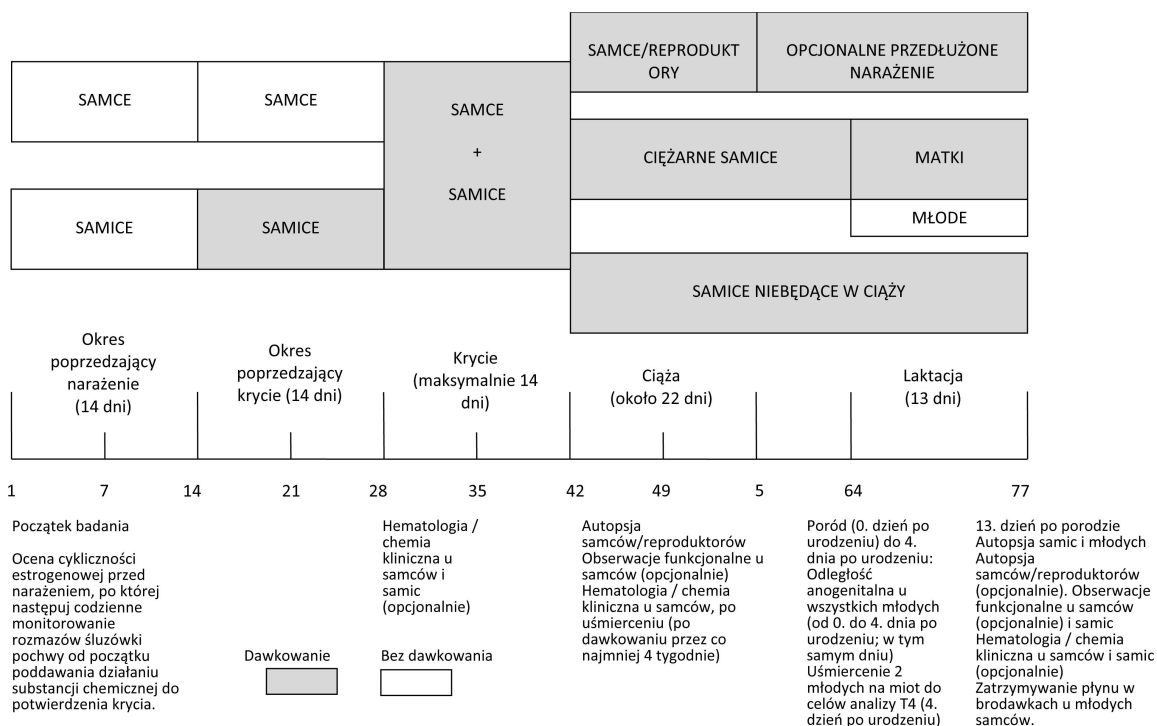 SAMCE/REPRODUKT
ORY
OPCJONALNE PRZEDŁUŻONE
NARAŻENIE
SAMCE
SAMCE
SAMCE
+
SAMICE
CIĘŻARNE SAMICE
MATKI
MŁODE
SAMICE
SAMICE
SAMICE NIEBĘDĄCE W CIĄŻY
Okres
poprzedzający
narażenie
(14 dni)
Okres
poprzedzający
krycie (14 dni)
Krycie
(maksymalnie 14
dni)
Ciąża
(około 22 dni)
Laktacja
(13 dni)
1 7 14 21 28 35 42 49 5 64 77
Początek badania
Ocena cykliczności
estrogenowej przed
narażeniem, po której
następuj codzienne
monitorowanie
rozmazów śluzówki
pochwy od początku
poddawania działaniu
substancji chemicznej do
potwierdzenia krycia.
Hematologia /
chemia
kliniczna u
samców i
samic
(opcjonalnie)
Dawkowanie
Bez dawkowania
Autopsja
samców/reproduktorów
Obserwacje funkcjonalne u
samców (opcjonalnie)
Hematologia / chemia
kliniczna u samców, po
uśmierceniu (po
dawkowaniu przez co
najmniej 4 tygodnie)
Poród (0. dzień po
urodzeniu) do 4.
dnia po urodzeniu:
Odległość
anogenitalna u
wszystkich młodych
(od 0. do 4. dnia po
urodzeniu; w tym
samym dniu)
Uśmiercenie 2
młodych na miot do
celów analizy T4 (4.
dzień po urodzeniu)
13. dzień po porodzie
Autopsja samic i młodych
Autopsja
samców/reproduktorów
(opcjonalnie). Obserwacje
funkcjonalne u samców
(opcjonalnie) i samic
Hematologia / chemia
kliniczna u samców i samic
(opcjonalnie)
Zatrzymywanie płynu w
brodawkach u młodych
samców.